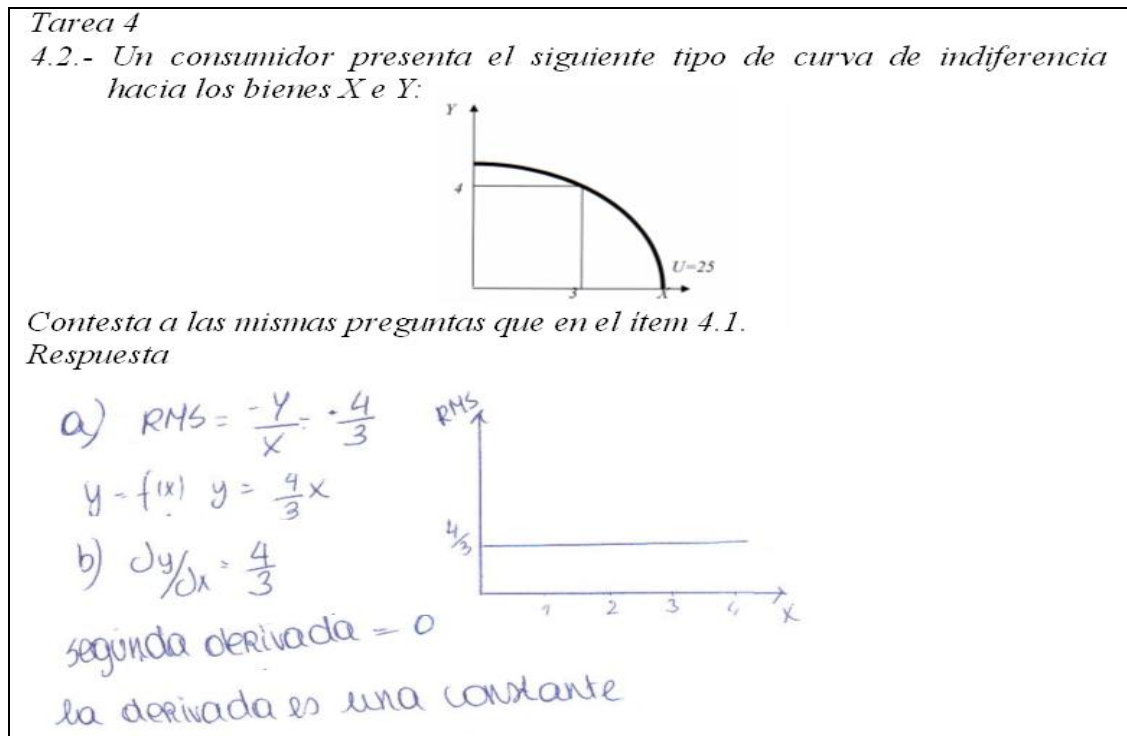 Tarea 4
4.2.- Un consumidor presenta el siguiente tipo de curva de indiferencia
hacia los bienes X e Y:
Y
4
U=25
3
X
Contesta a las mismas preguntas que en el ítem 4.1.
Respuesta
a) RMS = -Y/X = -4/3
y = f(x) y = 4/3 x
b) dy/dx = 4/3
segunda derivada = 0
la derivada es una constante
RMS
4/3
1 2 3 4 X